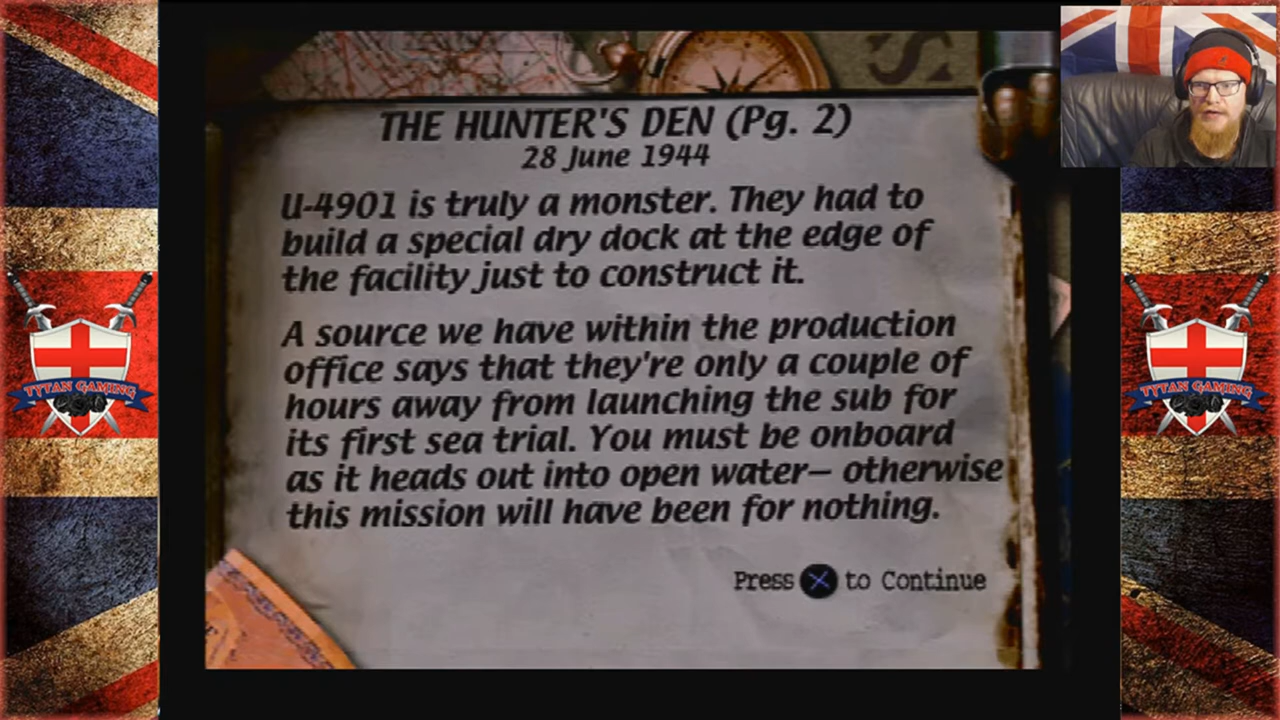 THE HUNTER'S DEN (Pg. 2)
28 June 1944
U-4901 is truly a monster. They had to
build a special dry dock at the edge of
the facility just to construct it.
A source we have within the production
office says that they're only a couple of
hours away from launching the sub for
its first sea trial. You must be onboard
as it heads out into open water— otherwise
this mission will have been for nothing.
Press X to Continue
TYTAN GAMING
TYTAN GAMING